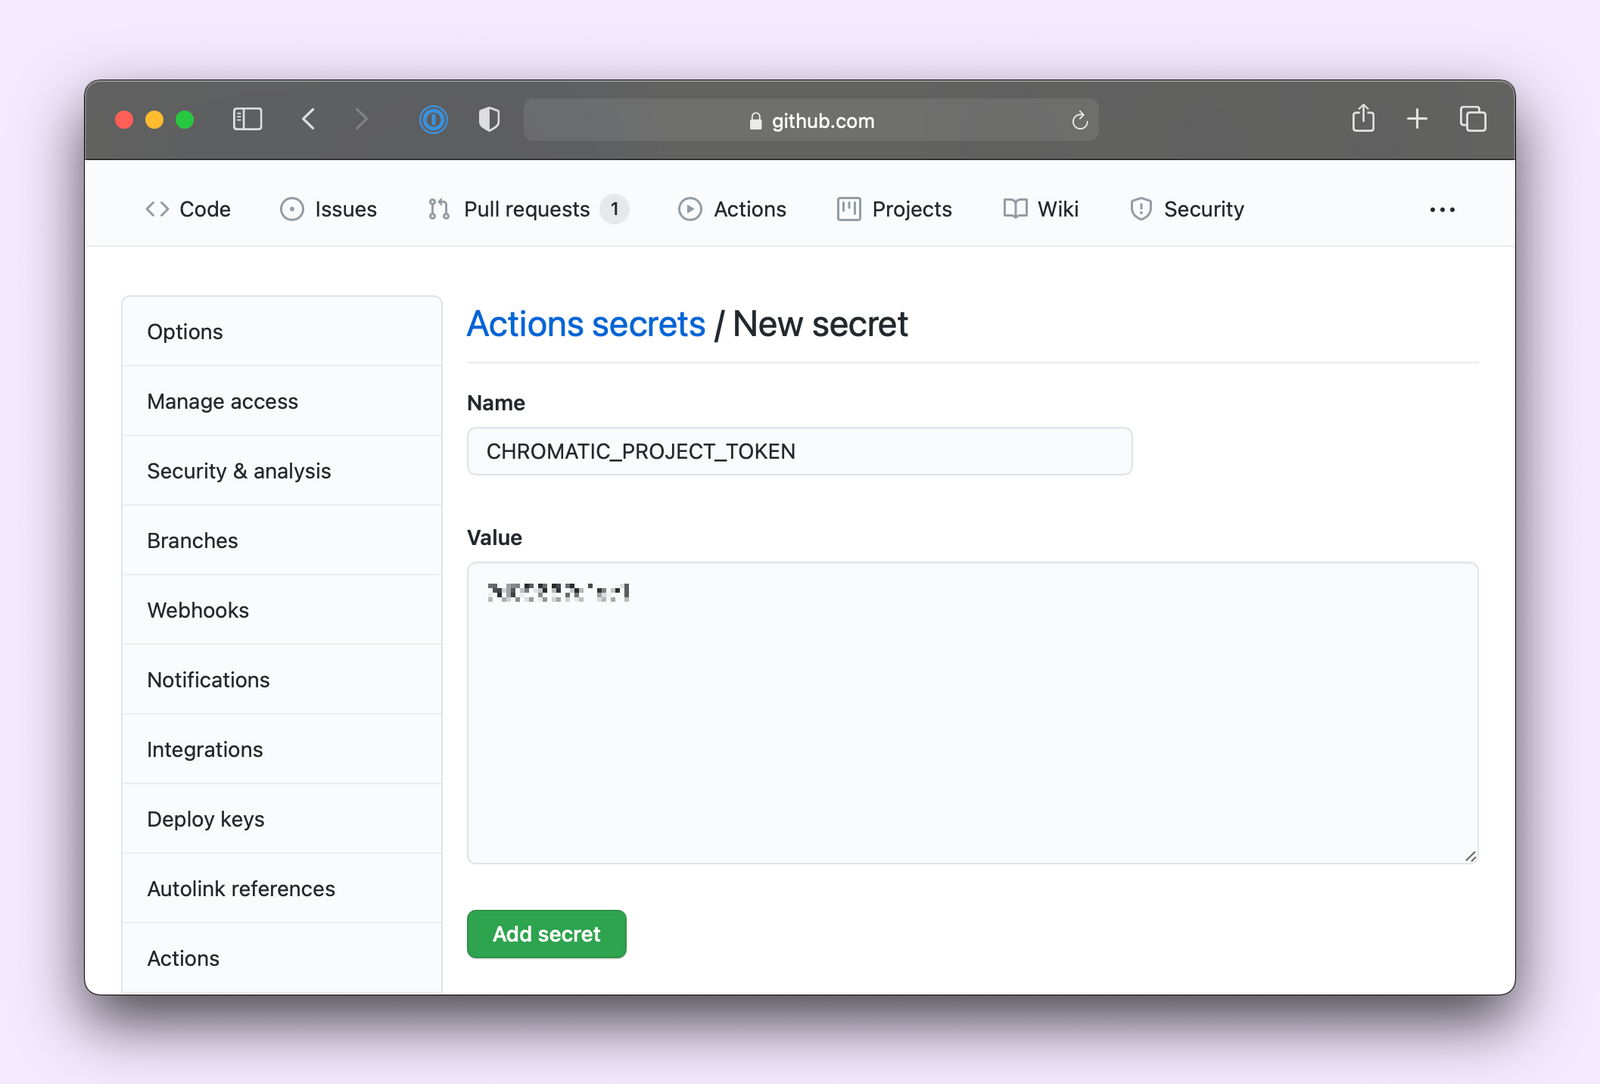 github.com
Code Issues Pull requests 1 Actions Projects Wiki Security
Options
Manage access
Security & analysis
Branches
Webhooks
Notifications
Integrations
Deploy keys
Autolink references
Actions
Actions secrets / New secret
Name
CHROMATIC_PROJECT_TOKEN
Value
Add secret